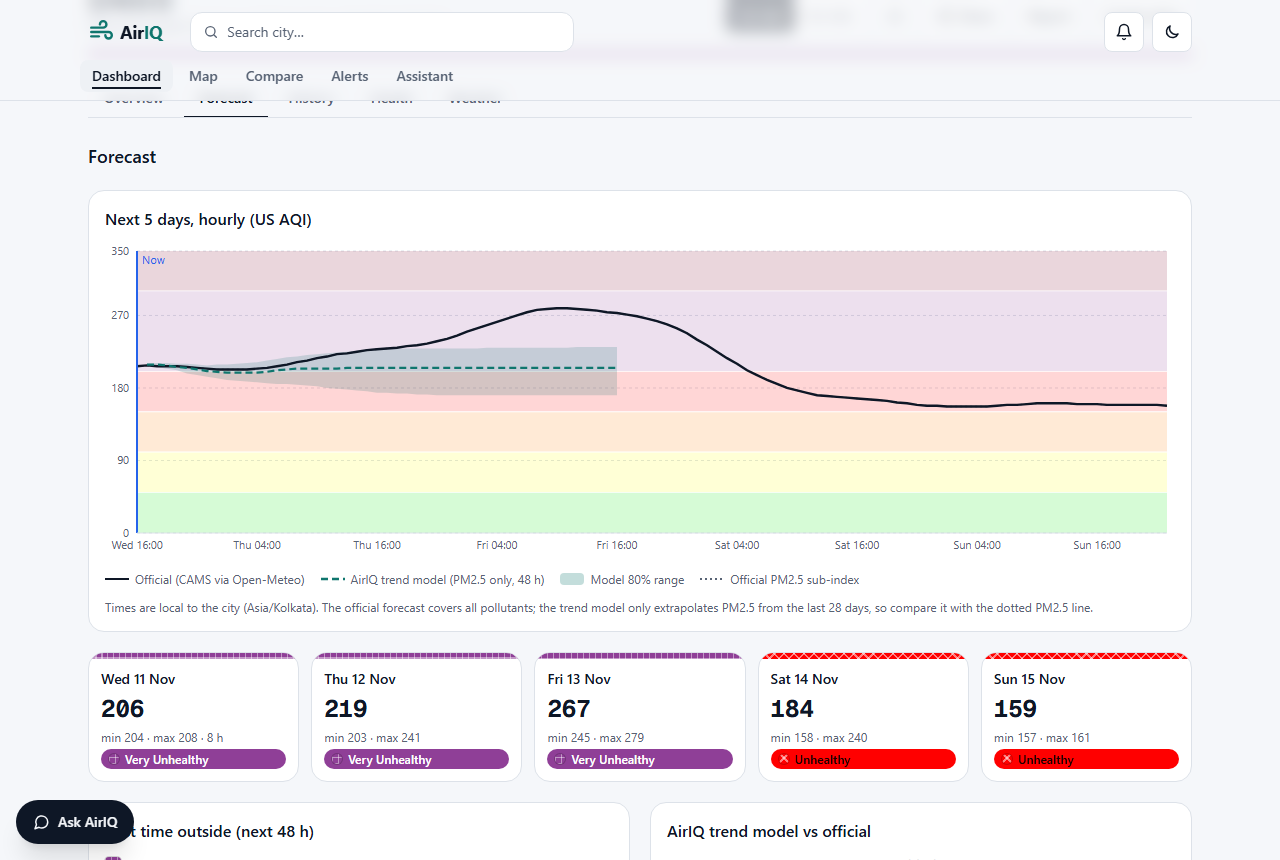 AirIQ
Search city...
Dashboard Map Compare Alerts Assistant
Overview Forecast History Health Weather
Forecast
Next 5 days, hourly (US AQI)
350
Now
270
180
90
0
Wed 16:00 Thu 04:00 Thu 16:00 Fri 04:00 Fri 16:00 Sat 04:00 Sat 16:00 Sun 04:00 Sun 16:00
Official (CAMS via Open-Meteo) AirIQ trend model (PM2.5 only, 48 h) Model 80% range Official PM2.5 sub-index
Times are local to the city (Asia/Kolkata). The official forecast covers all pollutants; the trend model only extrapolates PM2.5 from the last 28 days, so compare it with the dotted PM2.5 line.
Wed 11 Nov
206
min 204 · max 208 · 8 h
Very Unhealthy
Thu 12 Nov
219
min 203 · max 241
Very Unhealthy
Fri 13 Nov
267
min 245 · max 279
Very Unhealthy
Sat 14 Nov
184
min 158 · max 240
Unhealthy
Sun 15 Nov
159
min 157 · max 161
Unhealthy
Ask AirIQ
time outside (next 48 h)
AirIQ trend model vs official